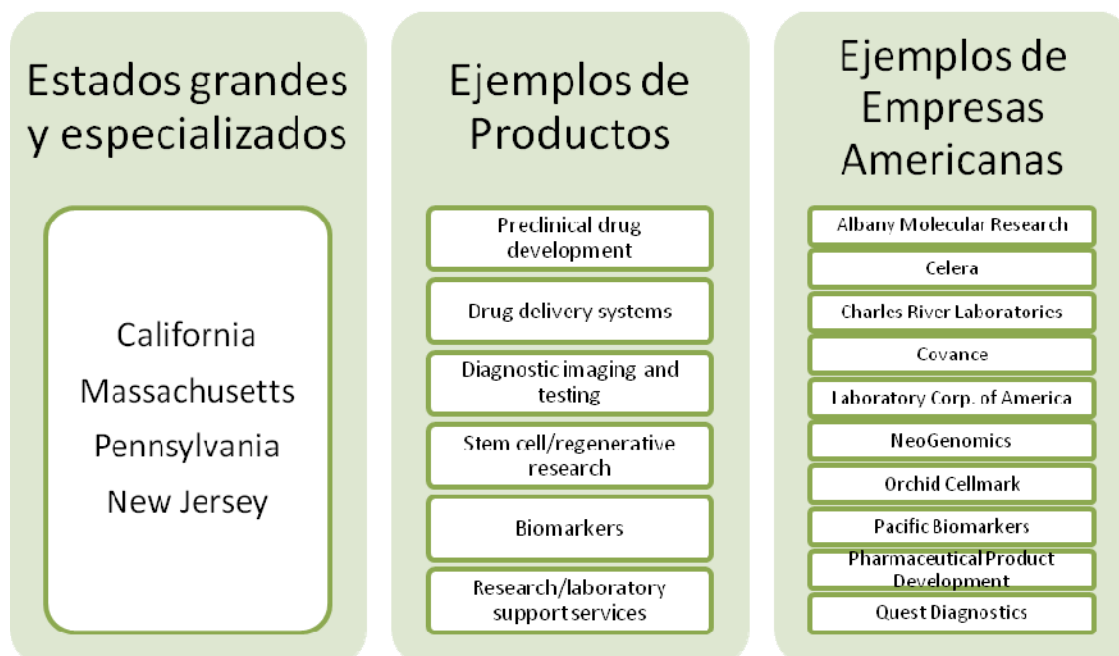 Estados grandes
y especializados
California
Massachusetts
Pennsylvania
New Jersey
Ejemplos de
Productos
Preclinical drug
development
Drug delivery systems
Diagnostic imaging and
testing
Stem cell/regenerative
research
Biomarkers
Research/laboratory
support services
Ejemplos de
Empresas
Americanas
Albany Molecular Research
Celera
Charles River Laboratories
Covance
Laboratory Corp. of America
NeoGenomics
Orchid Cellmark
Pacific Biomarkers
Pharmaceutical Product
Development
Quest Diagnostics